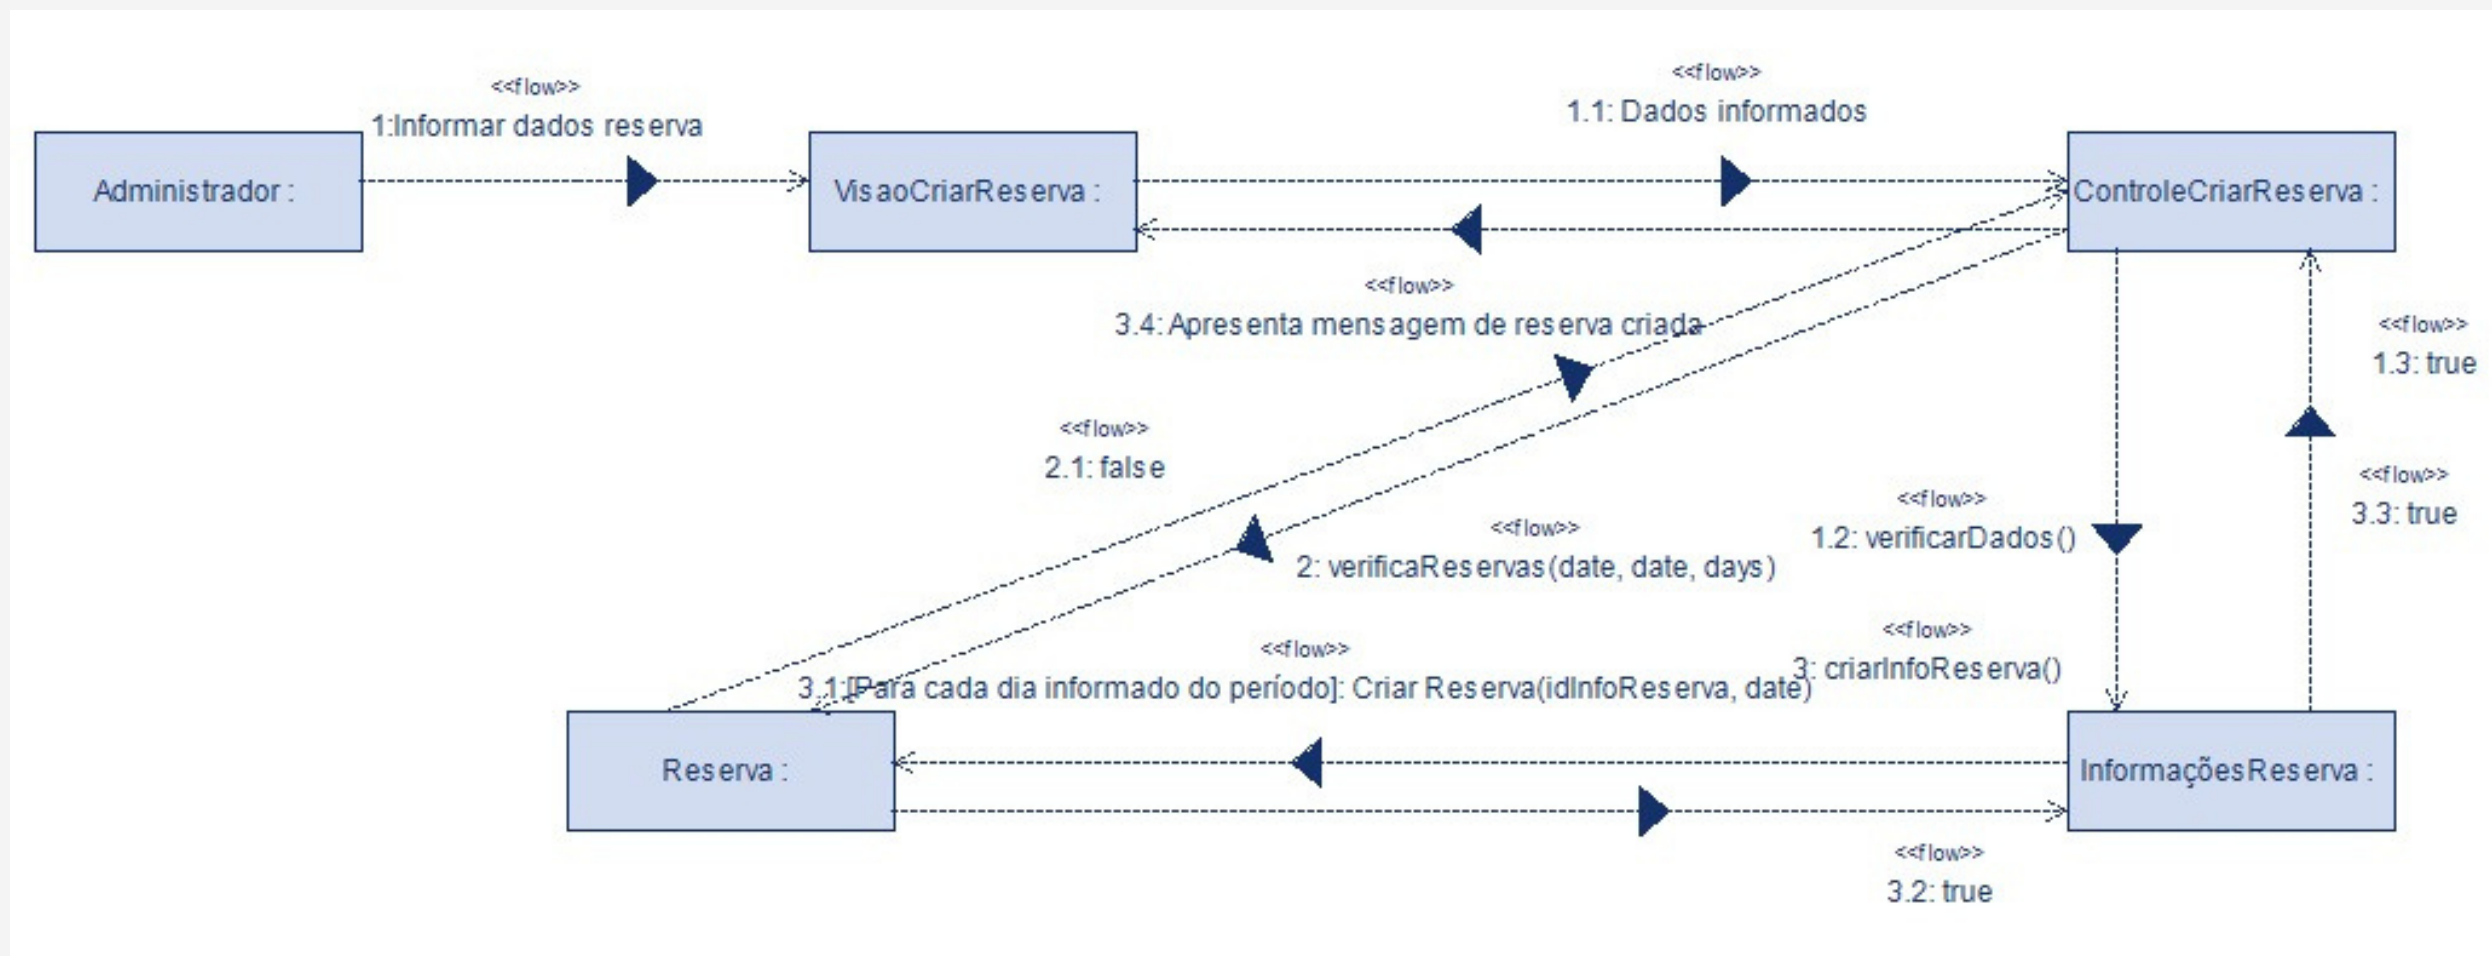 <<flow>>
1:Informar dados reserva
<<flow>>
1.1: Dados informados
Administrador :
VisaoCriarReserva :
ControleCriarReserva :
<<flow>>
3.4: Apresenta mensagem de reserva criada
<<flow>>
1.3: true
<<flow>>
2.1: false
<<flow>>
3.3: true
<<flow>>
1.2: verificarDados()
<<flow>>
2: verificaReservas(date, date, days)
<<flow>>
3: criarInfoReserva()
<<flow>>
3.1:[Para cada dia informado do período]: Criar Reserva(idInfoReserva, date)
Reserva :
InformaçõesReserva :
<<flow>>
3.2: true